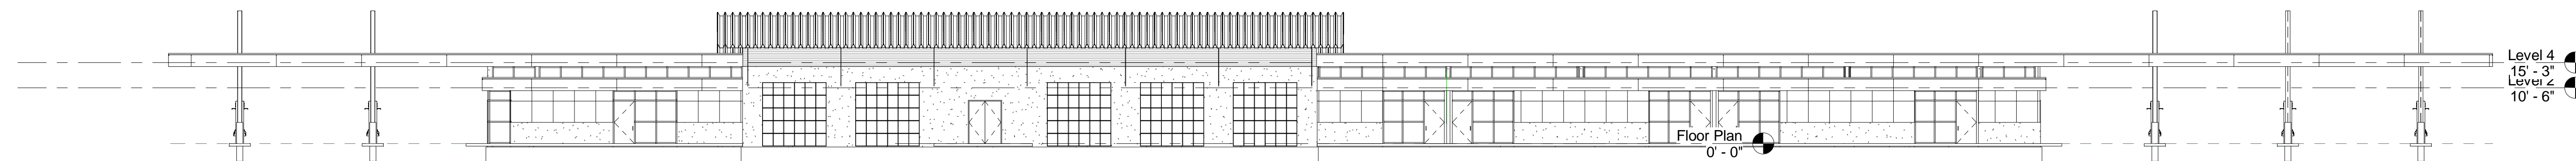 Level 4
15' - 3"
Level 2
10' - 6"
Floor Plan
0' - 0"